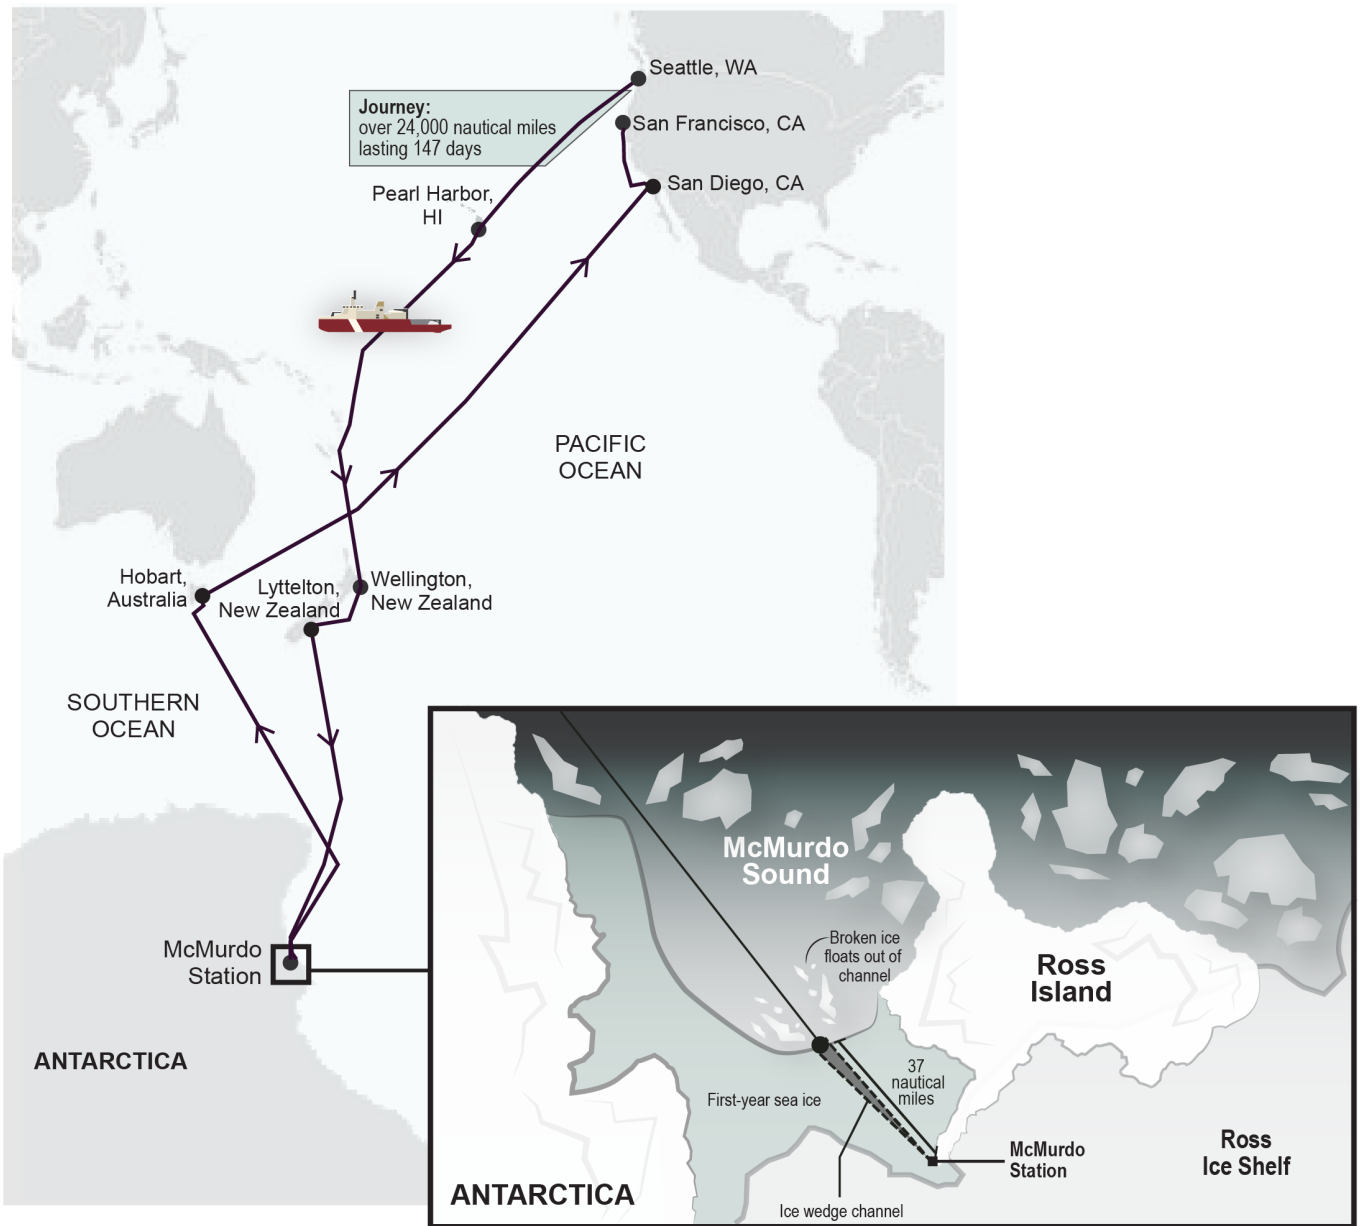 Seattle, WA
Journey:
over 24,000 nautical miles
lasting 147 days
San Francisco, CA
San Diego, CA
Pearl Harbor,
HI
PACIFIC
OCEAN
Hobart,
Australia
Lyttelton,
New Zealand
Wellington,
New Zealand
SOUTHERN
OCEAN
McMurdo
Station
ANTARCTICA
McMurdo
Sound
Broken ice
floats out of
channel
Ross
Island
37
nautical
miles
First-year sea ice
McMurdo
Station
Ross
Ice Shelf
ANTARCTICA
Ice wedge channel